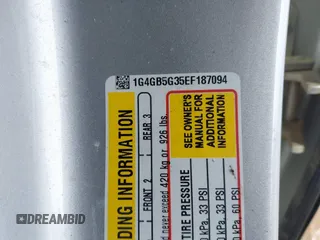 1G4GB5G35EF187094
DING INFORMATION
FRONT 2 REAR 3
d never exceed 420 kg or 926 lbs.
SEE OWNER'S
MANUAL FOR
ADDITIONAL
INFORMATION
TIRE PRESSURE
kPa, 33 PSI
kPa, 33 PSI
kPa, 60 PSI
DREAMBID